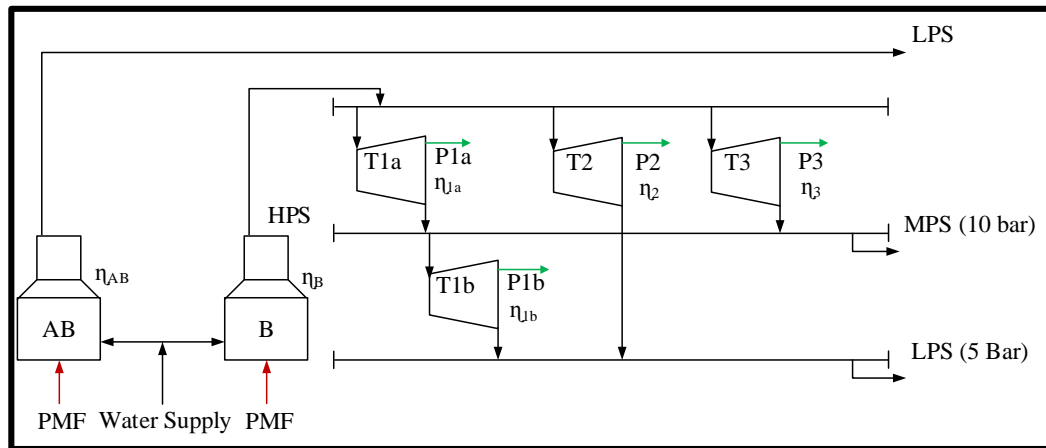 LPS
T1a
P1a
η1a
T2
P2
η2
T3
P3
η3
HPS
MPS (10 bar)
ηAB
ηB
T1b
P1b
η1b
AB
B
LPS (5 Bar)
PMF
Water Supply
PMF